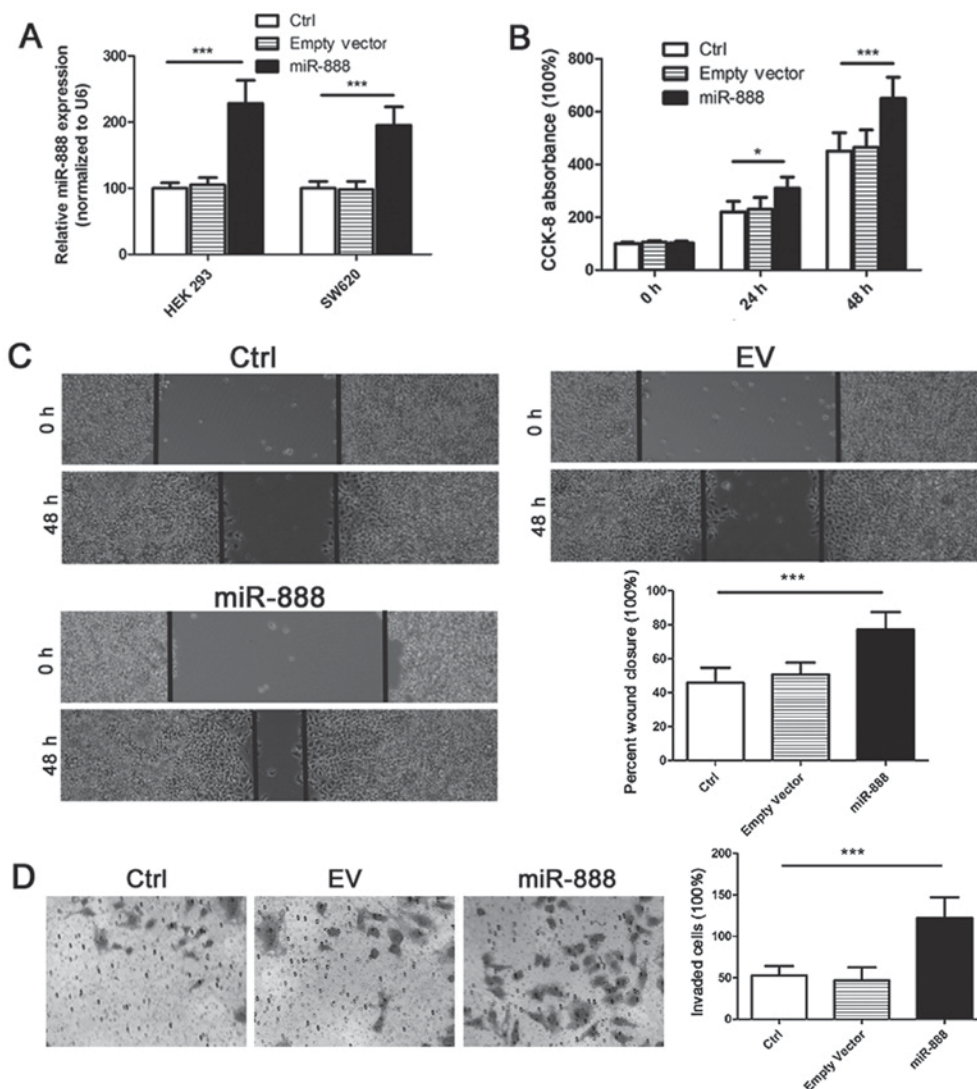 A
Ctrl
Empty vector
miR-888
Relative miR-888 expression
(normalized to U6)
300
200
100
0
***
***
HEK 293
SW620
B
Ctrl
Empty vector
miR-888
CCK-8 absorbance (100%)
800
600
400
200
0
*
***
0 h
24 h
48 h
C
Ctrl
0 h
48 h
EV
0 h
48 h
miR-888
0 h
48 h
Percent wound closure (100%)
100
80
60
40
20
0
***
Ctrl
Empty Vector
miR-888
D
Ctrl
EV
miR-888
Invaded cells (100%)
200
150
100
50
0
***
Ctrl
Empty Vector
miR-888